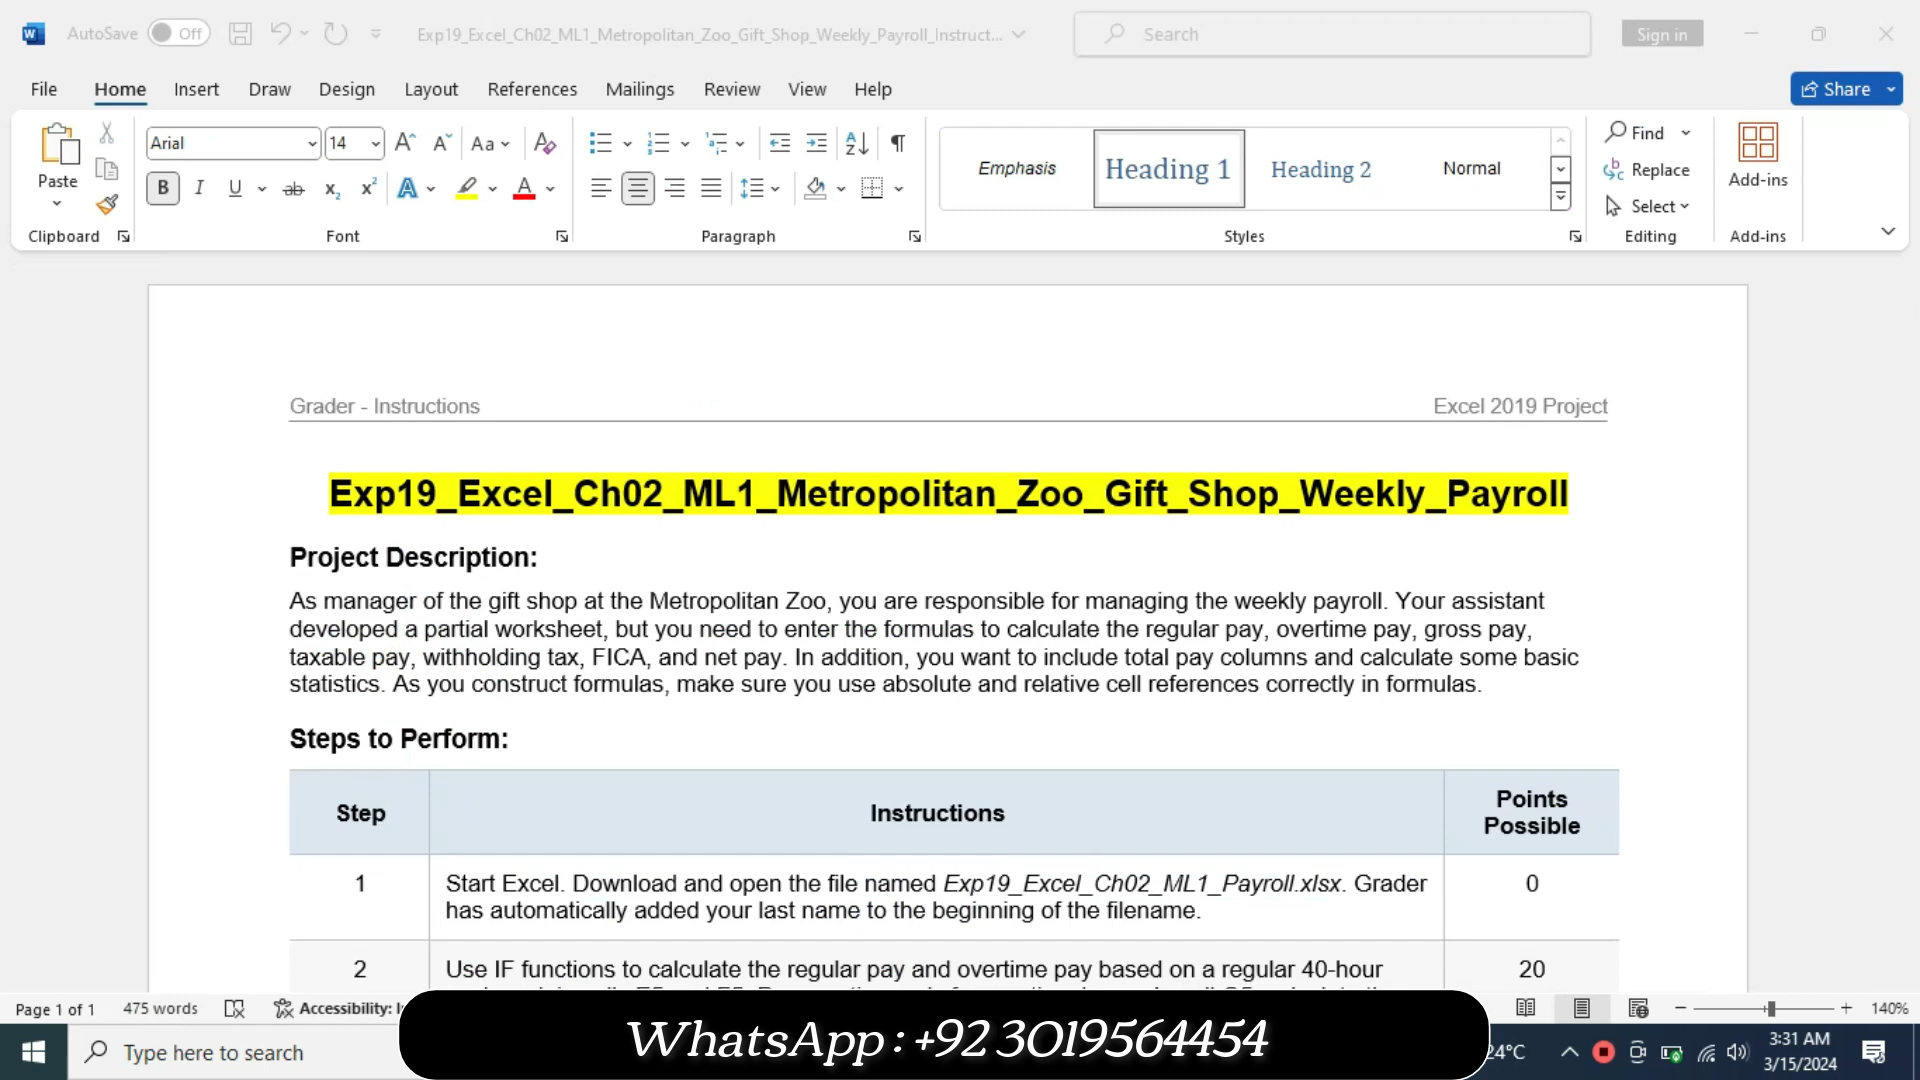 AutoSave Off Exp19_Excel_Ch02_ML1_Metropolitan_Zoo_Gift_Shop_Weekly_Payroll_Instruct... Search Sign in
File Home Insert Draw Design Layout References Mailings Review View Help Share
Paste Arial 14 Aa Emphasis Heading 1 Heading 2 Normal Find Replace Select Add-ins
Clipboard Font Paragraph Styles Editing Add-ins
Grader - Instructions Excel 2019 Project
Exp19_Excel_Ch02_ML1_Metropolitan_Zoo_Gift_Shop_Weekly_Payroll
Project Description:
As manager of the gift shop at the Metropolitan Zoo, you are responsible for managing the weekly payroll. Your assistant
developed a partial worksheet, but you need to enter the formulas to calculate the regular pay, overtime pay, gross pay,
taxable pay, withholding tax, FICA, and net pay. In addition, you want to include total pay columns and calculate some basic
statistics. As you construct formulas, make sure you use absolute and relative cell references correctly in formulas.
Steps to Perform:
Step Instructions Points Possible
1 Start Excel. Download and open the file named Exp19_Excel_Ch02_ML1_Payroll.xlsx. Grader 0
has automatically added your last name to the beginning of the filename.
2 Use IF functions to calculate the regular pay and overtime pay based on a regular 40-hour 20
Page 1 of 1 475 words Accessibility: 140%
WhatsApp : +92 3019564454
Type here to search 24°C 3:31 AM
3/15/2024